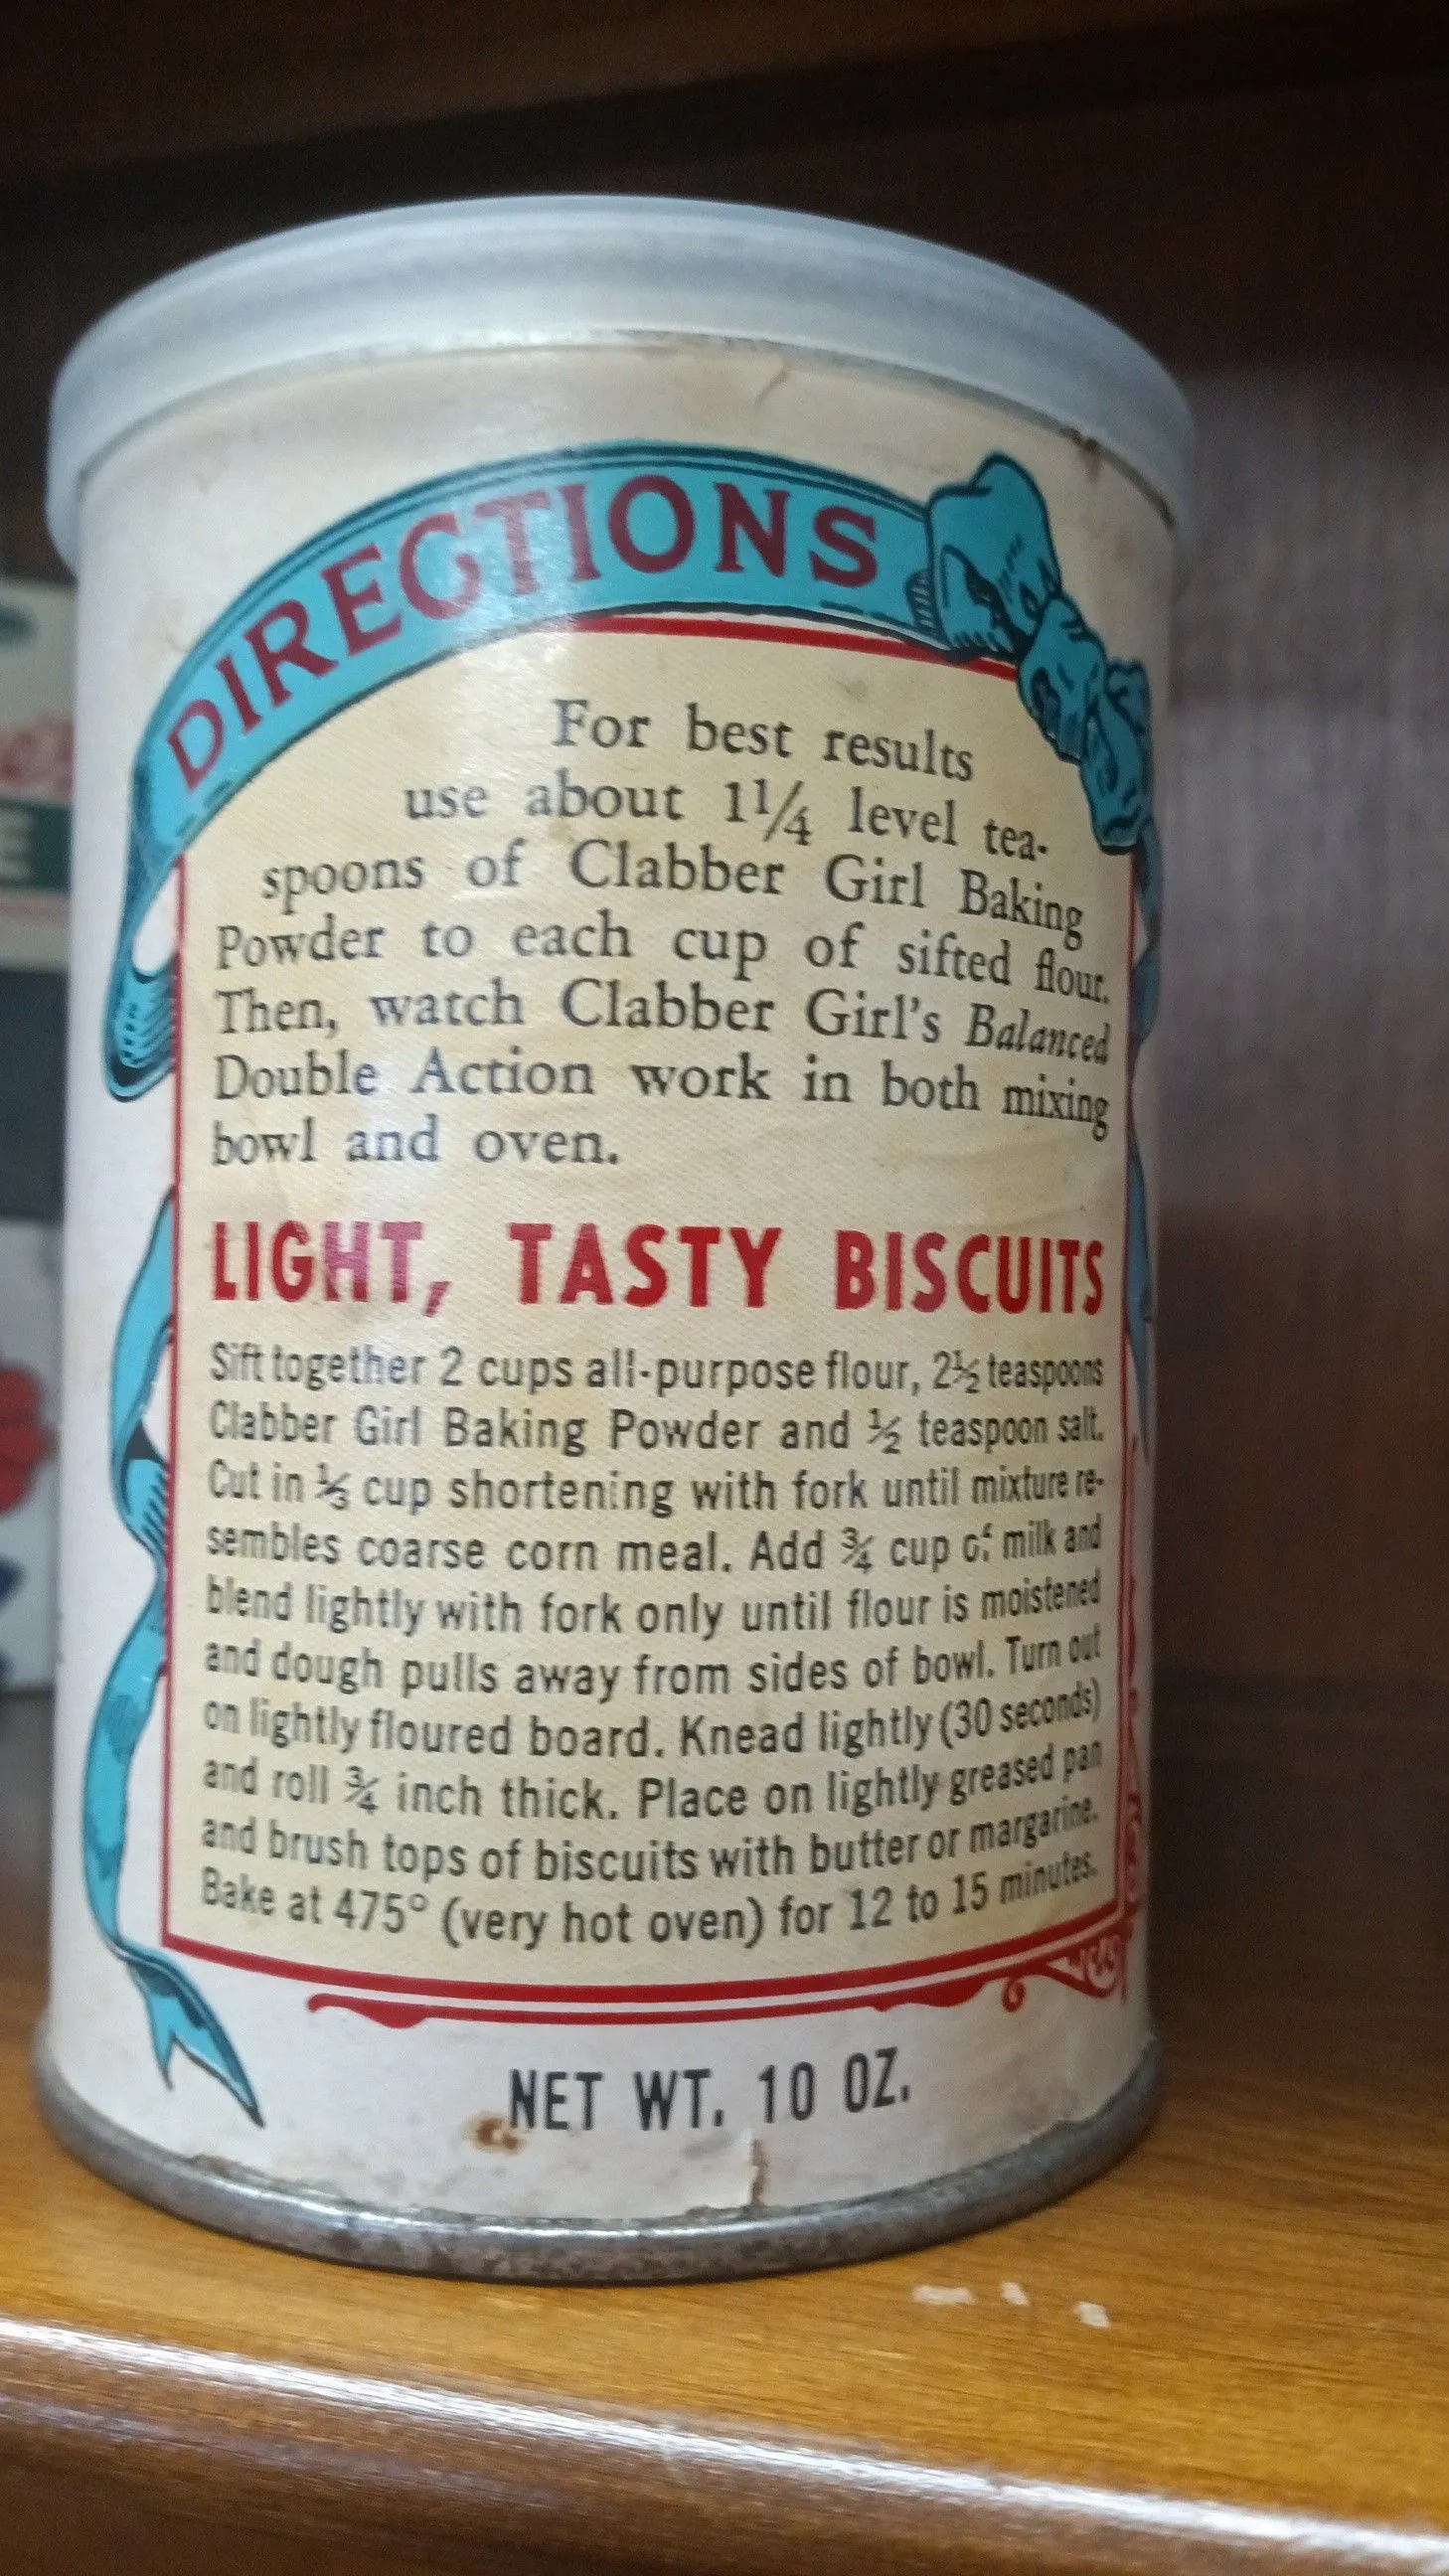 DIRECTIONS
For best results
use about 1¼ level tea-
spoons of Clabber Girl Baking
Powder to each cup of sifted flour.
Then, watch Clabber Girl's Balanced
Double Action work in both mixing
bowl and oven.
LIGHT, TASTY BISCUITS
Sift together 2 cups all-purpose flour, 2½ teaspoons
Clabber Girl Baking Powder and ½ teaspoon salt.
Cut in ⅓ cup shortening with fork until mixture re-
sembles coarse corn meal. Add ¾ cup of milk and
blend lightly with fork only until flour is moistened
and dough pulls away from sides of bowl. Turn out
on lightly floured board. Knead lightly (30 seconds)
and roll ¾ inch thick. Place on lightly greased pan
and brush tops of biscuits with butter or margarine.
Bake at 475° (very hot oven) for 12 to 15 minutes.
NET WT. 10 OZ.